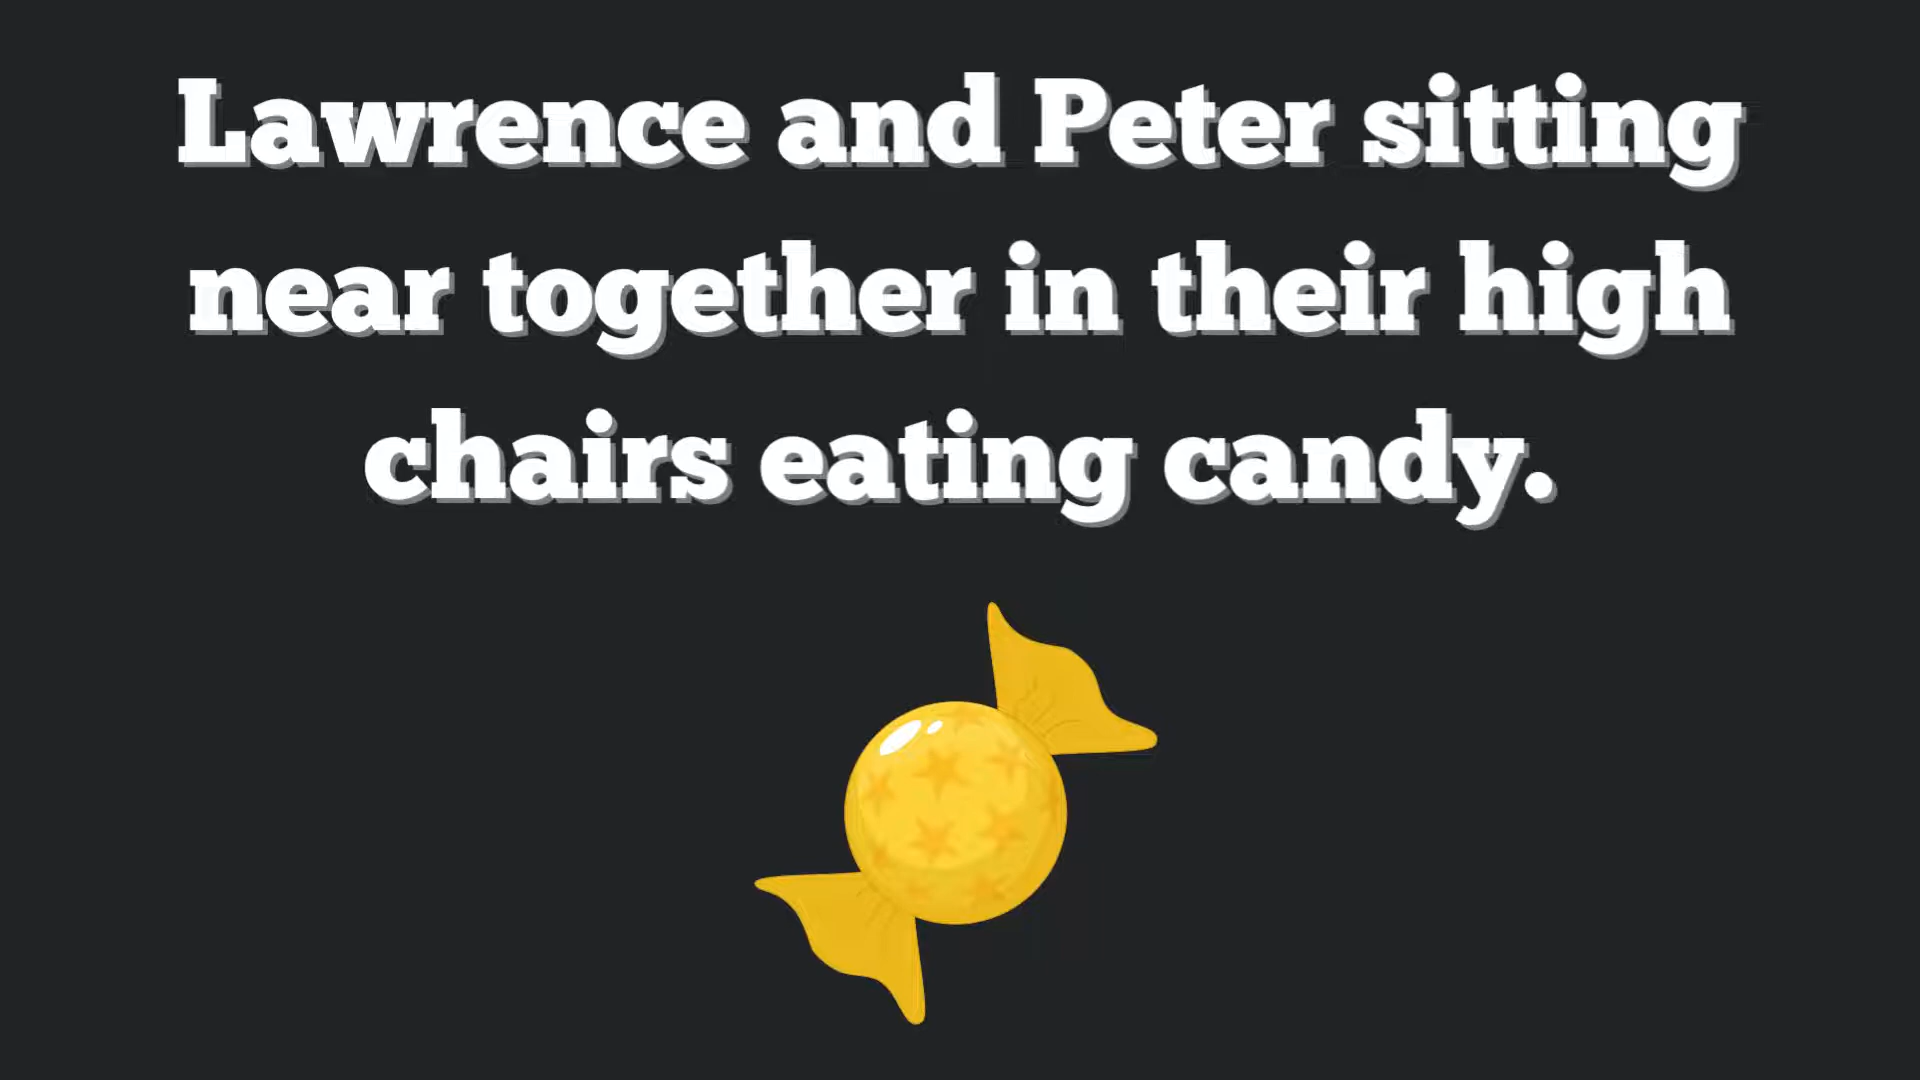 Lawrence and Peter sitting
near together in their high
chairs eating candy.